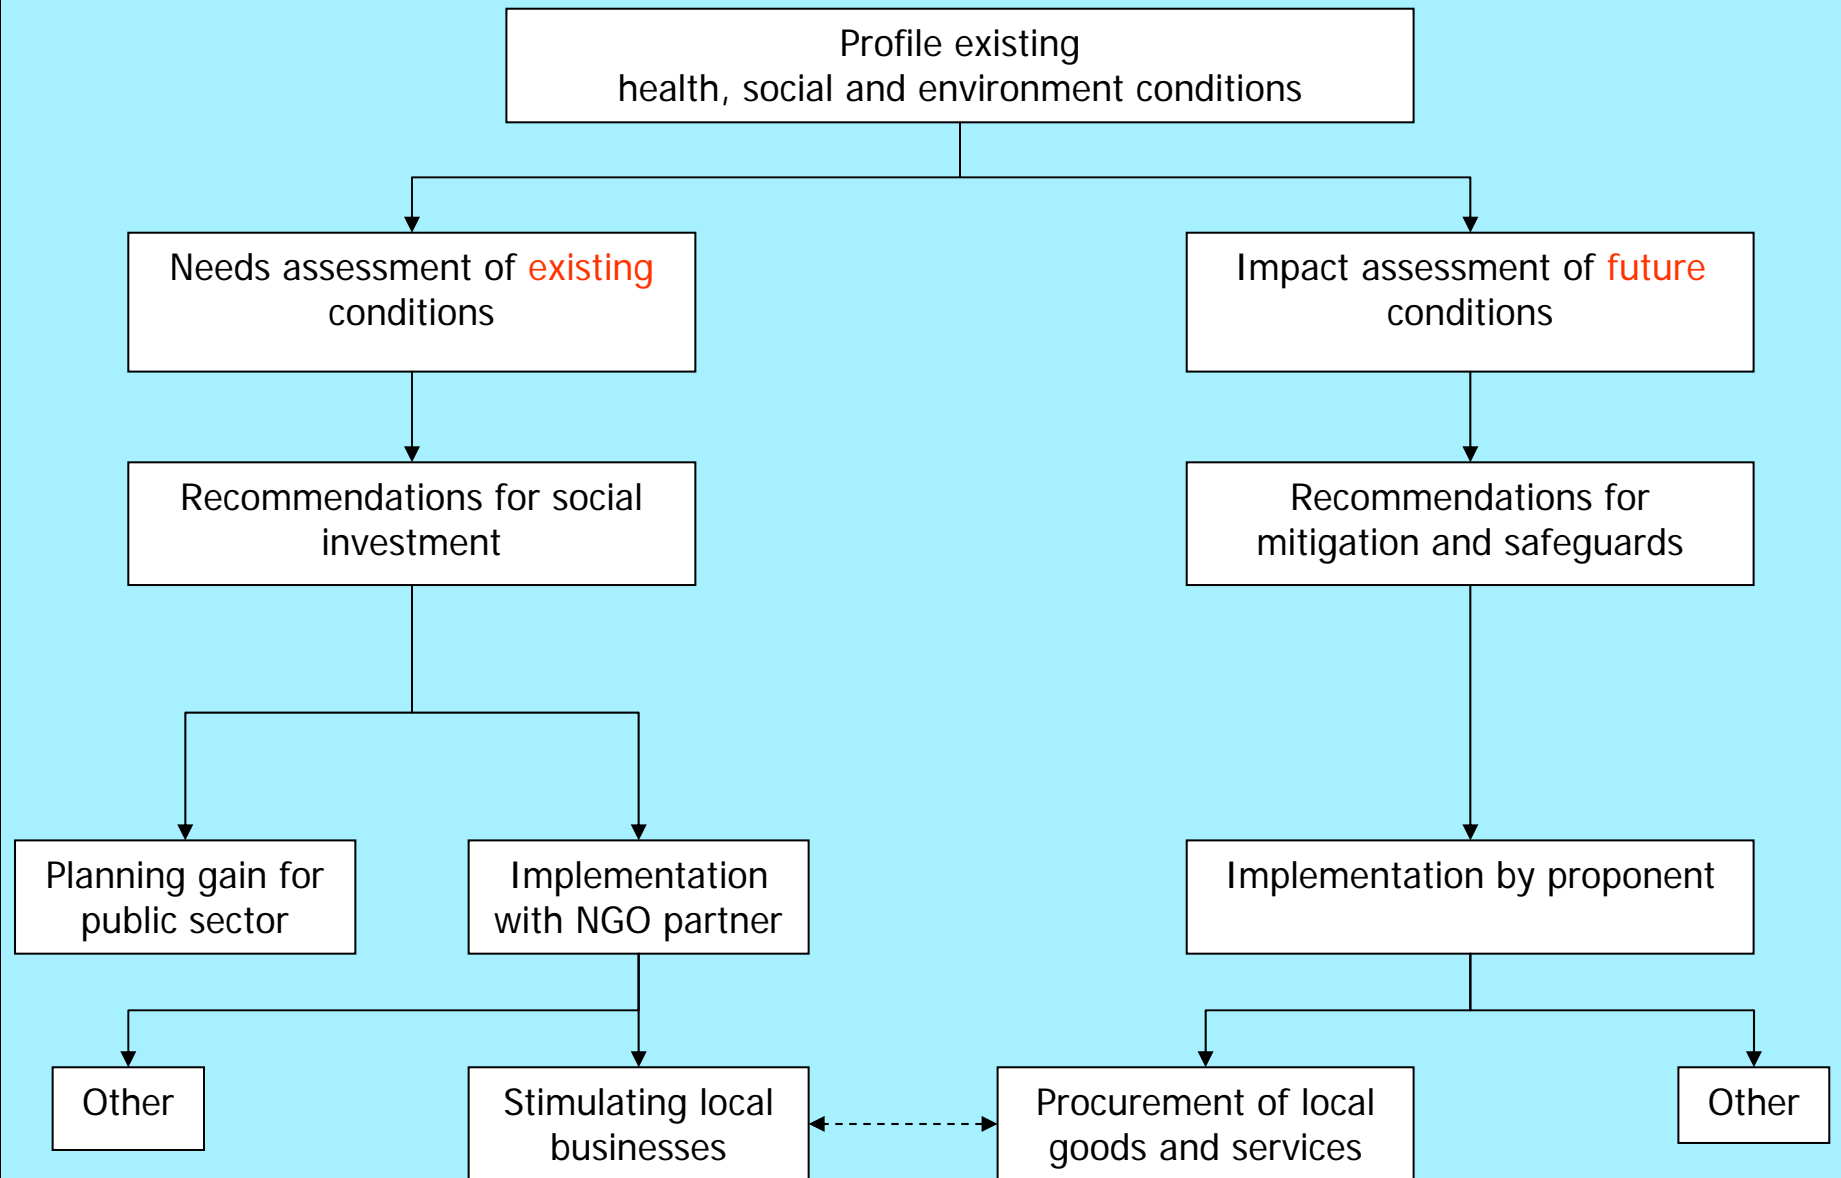 Profile existing
health, social and environment conditions
Needs assessment of existing
conditions
Impact assessment of future
conditions
Recommendations for social
investment
Recommendations for
mitigation and safeguards
Planning gain for
public sector
Implementation
with NGO partner
Implementation by proponent
Other
Stimulating local
businesses
Procurement of local
goods and services
Other